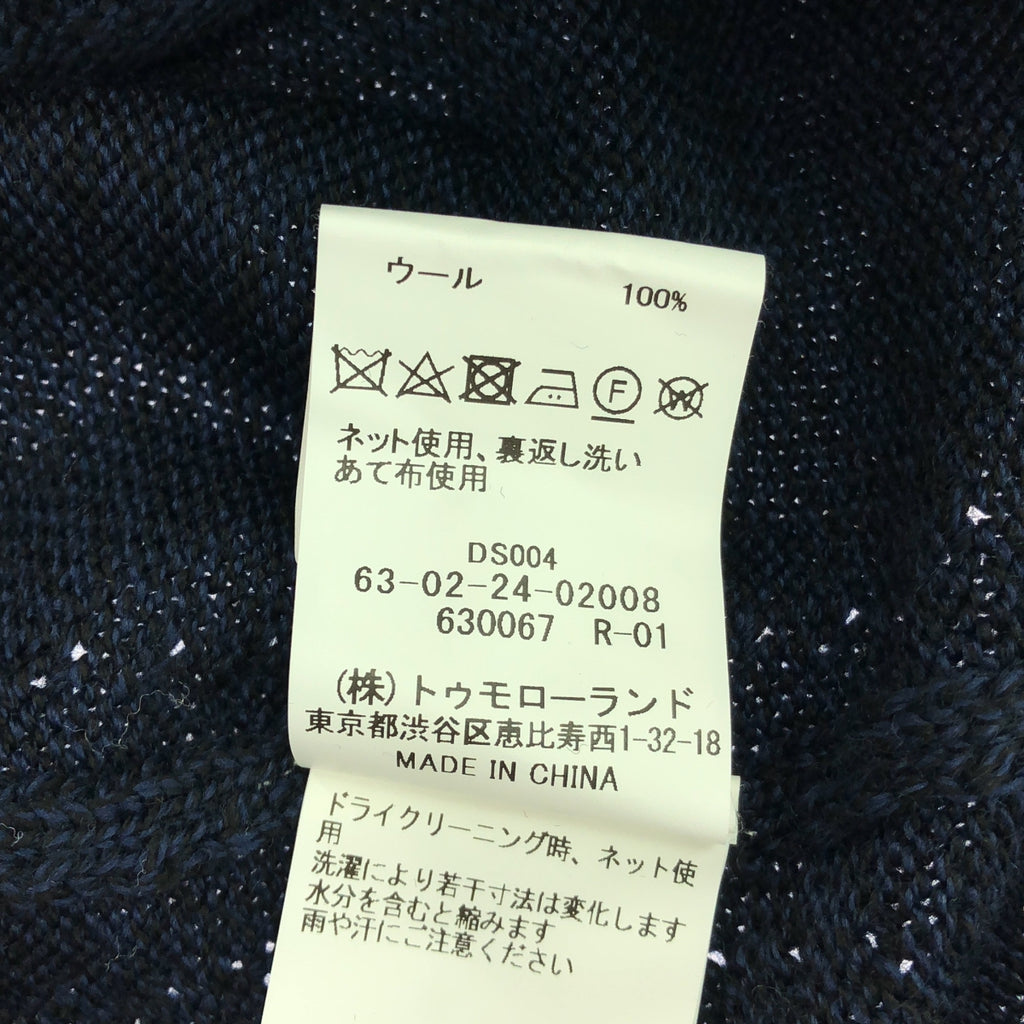 ウール 100%
F W
ネット使用、裏返し洗い
あて布使用
DS004
63-02-24-02008
630067 R-01
(株)トゥモローランド
東京都渋谷区恵比寿西1-32-18
MADE IN CHINA
ドライクリーニング時、ネット使
用
洗濯により若干寸法は変化します
水分を含むと縮みます
雨や汗にご注意ください